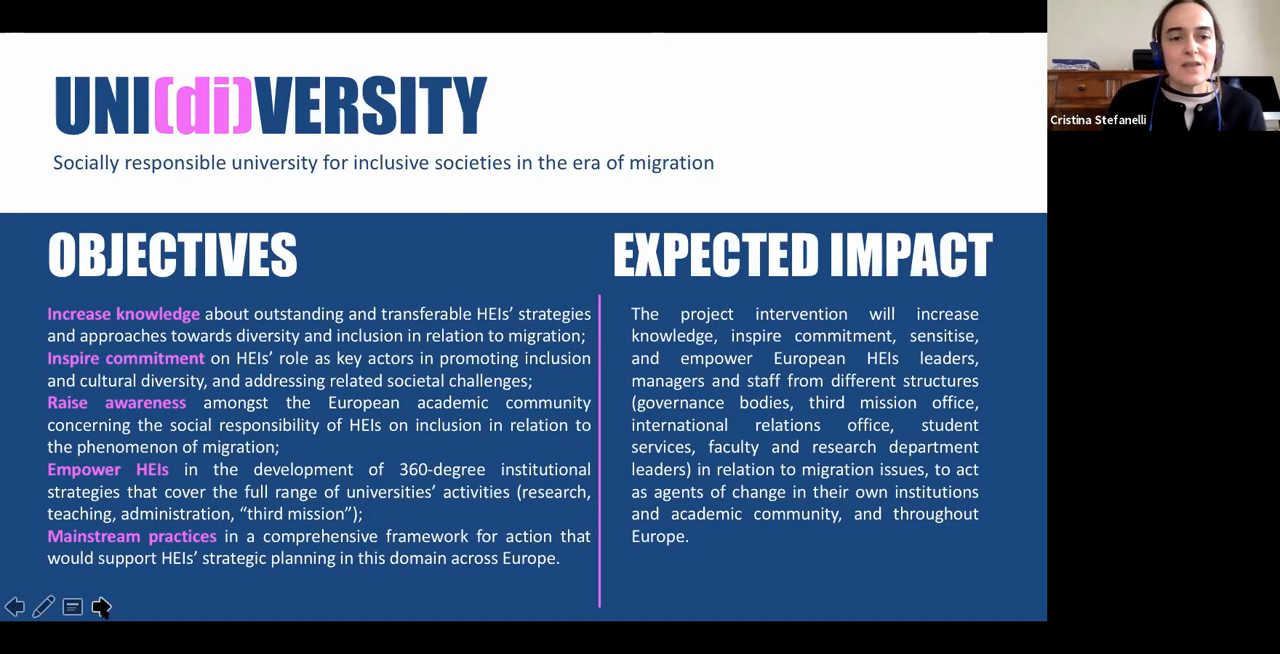 UNI(di)VERSITY
Socially responsible university for inclusive societies in the era of migration
OBJECTIVES
Increase knowledge about outstanding and transferable HEIs’ strategies
and approaches towards diversity and inclusion in relation to migration;
Inspire commitment on HEIs’ role as key actors in promoting inclusion
and cultural diversity, and addressing related societal challenges;
Raise awareness amongst the European academic community
concerning the social responsibility of HEIs on inclusion in relation to
the phenomenon of migration;
Empower HEIs in the development of 360-degree institutional
strategies that cover the full range of universities’ activities (research,
teaching, administration, “third mission”);
Mainstream practices in a comprehensive framework for action that
would support HEIs’ strategic planning in this domain across Europe.
EXPECTED IMPACT
The project intervention will increase
knowledge, inspire commitment, sensitise,
and empower European HEIs leaders,
managers and staff from different structures
(governance bodies, third mission office,
international relations office, student
services, faculty and research department
leaders) in relation to migration issues, to act
as agents of change in their own institutions
and academic community, and throughout
Europe.
Cristina Stefanelli